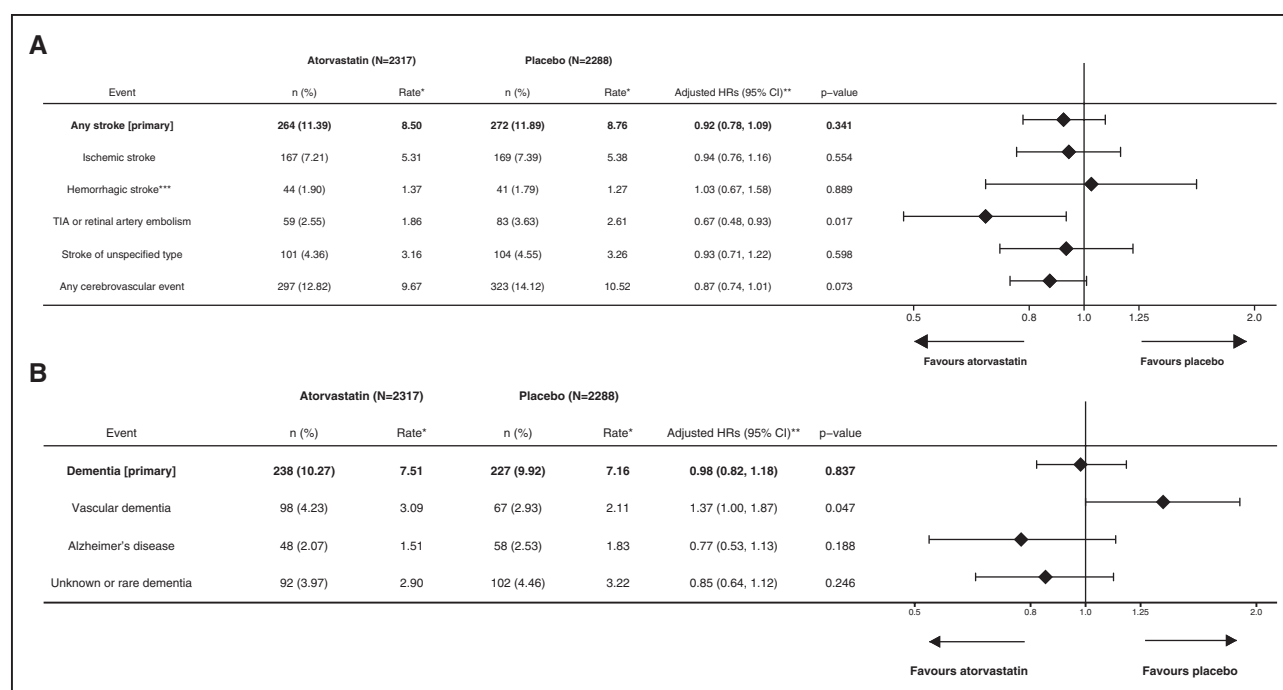 A
Atorvastatin (N=2317) Placebo (N=2288)
Event n (%) Rate* n (%) Rate* Adjusted HRs (95% CI)** p−value
Any stroke [primary] 264 (11.39) 8.50 272 (11.89) 8.76 0.92 (0.78, 1.09) 0.341
Ischemic stroke 167 (7.21) 5.31 169 (7.39) 5.38 0.94 (0.76, 1.16) 0.554
Hemorrhagic stroke*** 44 (1.90) 1.37 41 (1.79) 1.27 1.03 (0.67, 1.58) 0.889
TIA or retinal artery embolism 59 (2.55) 1.86 83 (3.63) 2.61 0.67 (0.48, 0.93) 0.017
Stroke of unspecified type 101 (4.36) 3.16 104 (4.55) 3.26 0.93 (0.71, 1.22) 0.598
Any cerebrovascular event 297 (12.82) 9.67 323 (14.12) 10.52 0.87 (0.74, 1.01) 0.073
0.5 0.8 1.0 1.25 2.0
Favours atorvastatin Favours placebo
B
Atorvastatin (N=2317) Placebo (N=2288)
Event n (%) Rate* n (%) Rate* Adjusted HRs (95% CI)** p−value
Dementia [primary] 238 (10.27) 7.51 227 (9.92) 7.16 0.98 (0.82, 1.18) 0.837
Vascular dementia 98 (4.23) 3.09 67 (2.93) 2.11 1.37 (1.00, 1.87) 0.047
Alzheimer's disease 48 (2.07) 1.51 58 (2.53) 1.83 0.77 (0.53, 1.13) 0.188
Unknown or rare dementia 92 (3.97) 2.90 102 (4.46) 3.22 0.85 (0.64, 1.12) 0.246
0.5 0.8 1.0 1.25 2.0
Favours atorvastatin Favours placebo